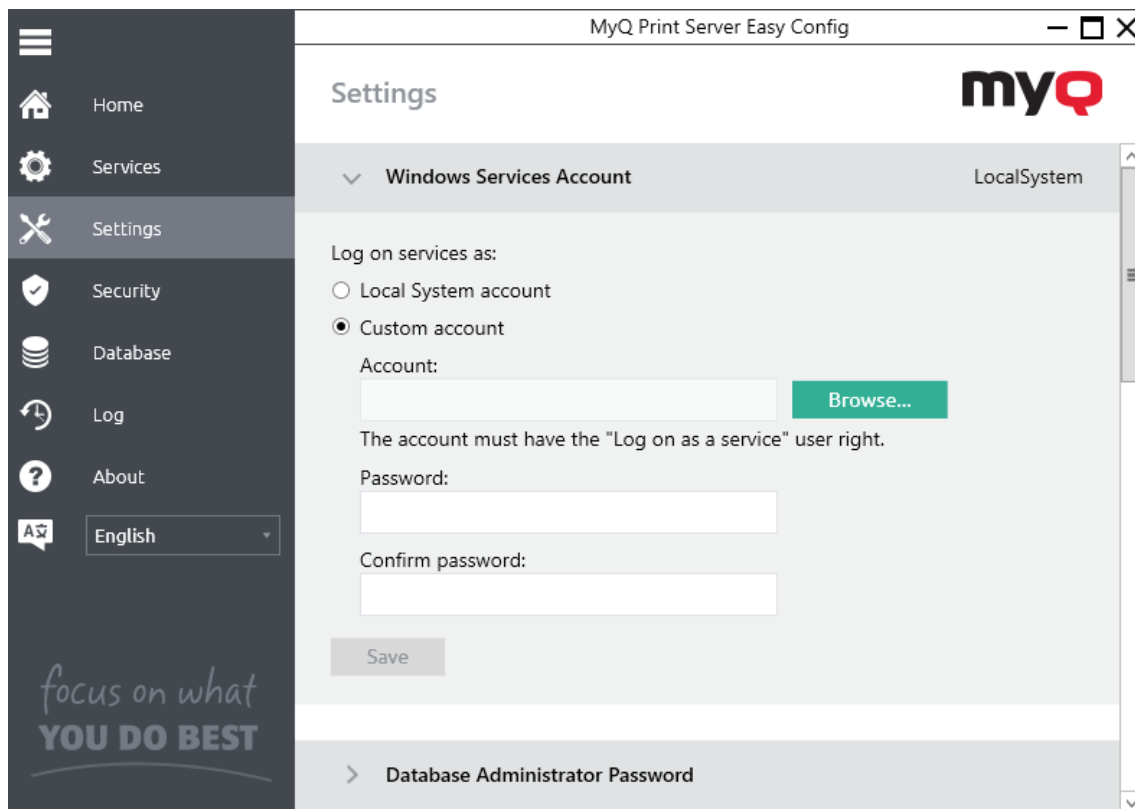 MyQ Print Server Easy Config
Home
Services
Settings
Security
Database
Log
About
A
English
focus on what
YOU DO BEST
Settings
myQ
Windows Services Account LocalSystem
Log on services as:
Local System account
Custom account
Account:
Browse...
The account must have the "Log on as a service" user right.
Password:
Confirm password:
Save
Database Administrator Password